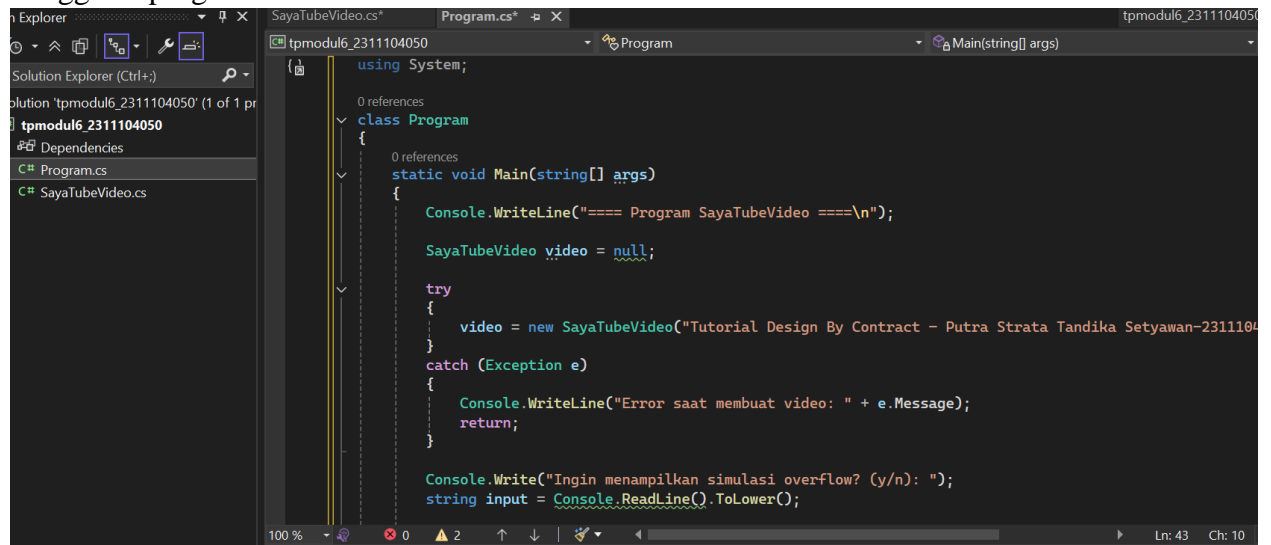 Explorer
Solution Explorer (Ctrl+;)
'tpmodul6_2311104050' (1 of 1
tpmodul6_2311104050
Dependencies
C# Program.cs
C# SayaTubeVideo.cs
SayaTubeVideo.cs* Program.cs*
C# tpmodul6_2311104050 Program Main(string[] args)
using System;
0 references
class Program
{
0 references
static void Main(string[] args)
{
Console.WriteLine("==== Program SayaTubeVideo ====\n");
SayaTubeVideo video = null;
try
{
video = new SayaTubeVideo("Tutorial Design By Contract – Putra Strata Tandika Setyawan-231110
}
catch (Exception e)
{
Console.WriteLine("Error saat membuat video: " + e.Message);
return;
}
Console.Write("Ingin menampilkan simulasi overflow? (y/n): ");
string input = Console.ReadLine().ToLower();
100 % 0 2 Ln: 43 Ch: 10